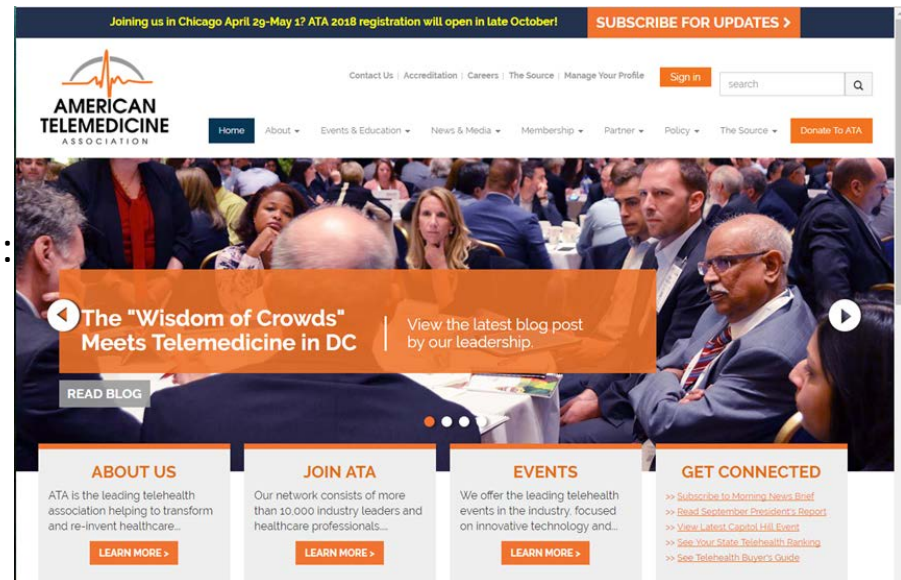 Joining us in Chicago April 29-May 1? ATA 2018 registration will open in late October!
SUBSCRIBE FOR UPDATES >
Contact Us | Accreditation | Careers | The Source | Manage Your Profile
Sign in
search
AMERICAN
TELEMEDICINE
ASSOCIATION
Home
About
Events & Education
News & Media
Membership
Partner
Policy
The Source
Donate To ATA
The "Wisdom of Crowds"
Meets Telemedicine in DC
View the latest blog post
by our leadership.
READ BLOG
ABOUT US
ATA is the leading telehealth
association helping to transform
and re-invent healthcare...
LEARN MORE >
JOIN ATA
Our network consists of more
than 10,000 industry leaders and
healthcare professionals....
LEARN MORE >
EVENTS
We offer the leading telehealth
events in the industry, focused
on innovative technology and...
LEARN MORE >
GET CONNECTED
>> Subscribe to Morning News Brief
>> Read September President's Report
>> View Latest Capitol Hill Event
>> See Your State Telehealth Ranking
>> See Telehealth Buyer's Guide